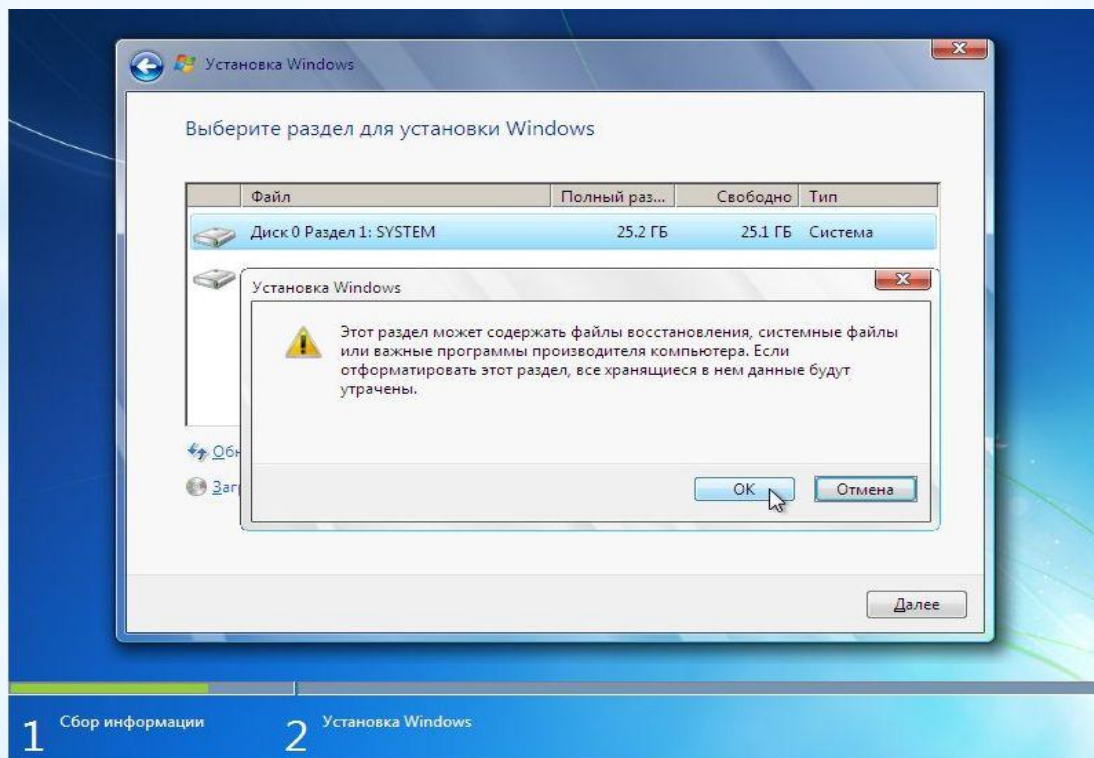 Установка Windows
Выберите раздел для установки Windows
Файл Полный раз... Свободно Тип
Диск 0 Раздел 1: SYSTEM 25.2 ГБ 25.1 ГБ Система
Установка Windows
Этот раздел может содержать файлы восстановления, системные файлы
или важные программы производителя компьютера. Если
отформатировать этот раздел, все хранящиеся в нем данные будут
утрачены.
Обн
Заг
OK Отмена
Далее
1 Сбор информации 2 Установка Windows